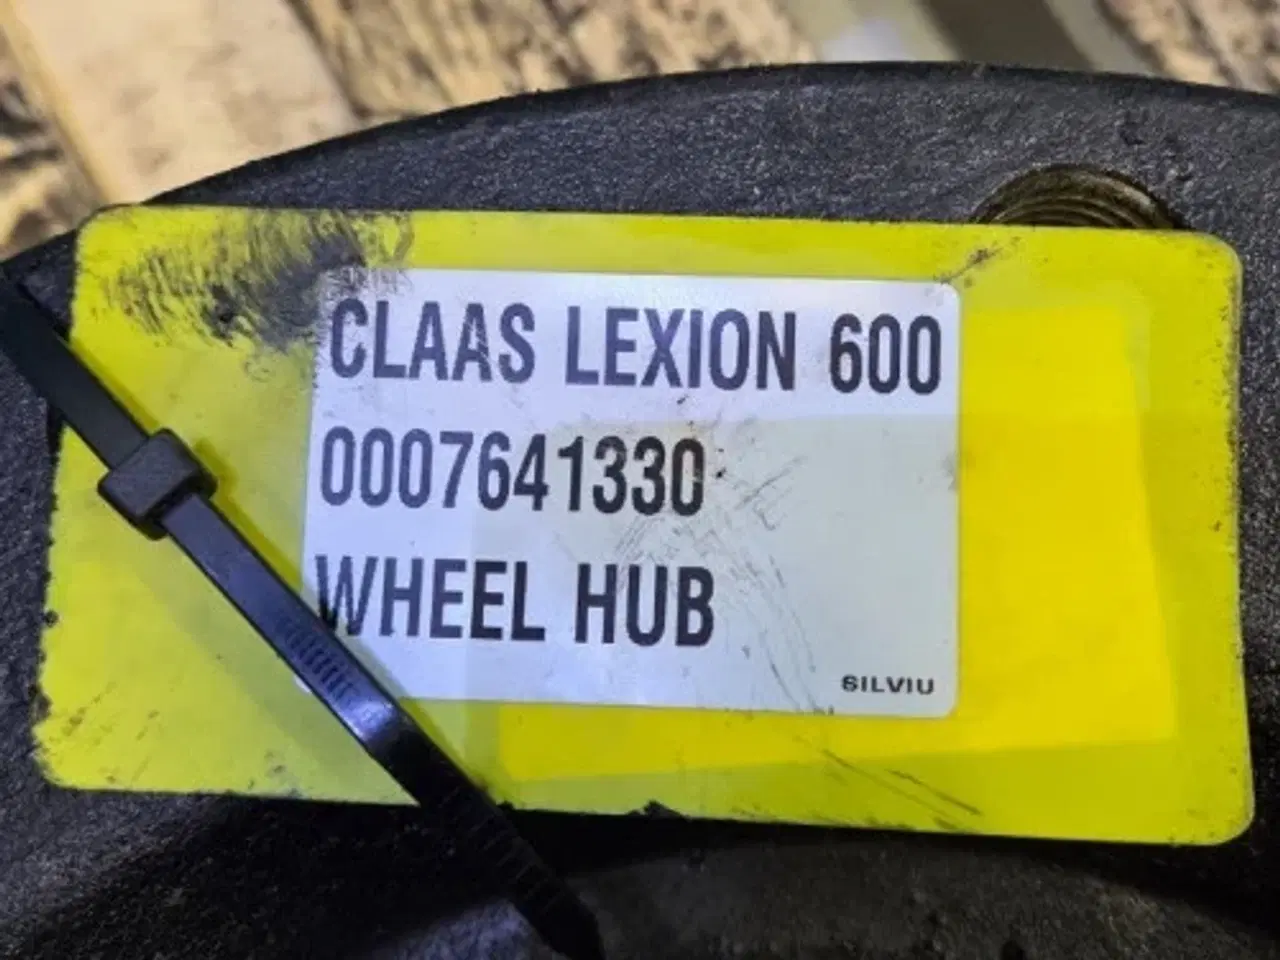 CLAAS LEXION 600
0007641330
WHEEL HUB
SILVIU